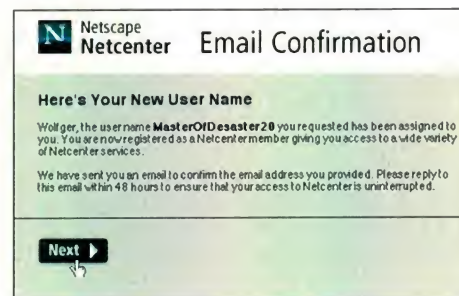 N
Netscape
Netcenter
Email Confirmation
Here's Your New User Name
Wolfger, the user name MasterOfDesaster20 you requested has been assigned to
you. You are now registered as a Netcenter member giving you access to a wide variety
of Netcenter services.
We have sent you an email to confirm the email address you provided. Please reply to
this email within 48 hours to ensure that your access to Netcenter is uninterrupted.
Next